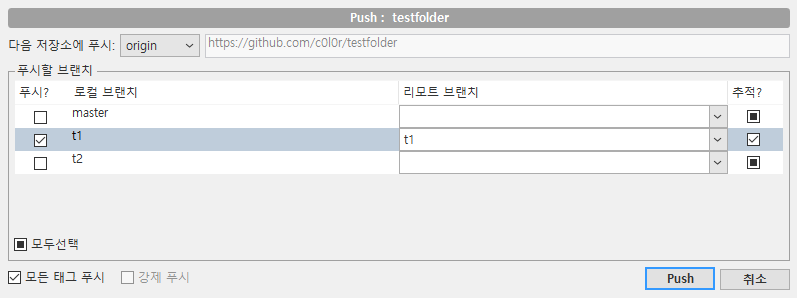 Push : testfolder
다음 저장소에 푸시: origin https://github.com/c0l0r/testfolder
푸시할 브랜치
푸시? 로컬 브랜치 리모트 브랜치 추적?
master
t1 t1
t2
모두선택
모든 태그 푸시 강제 푸시 Push 취소